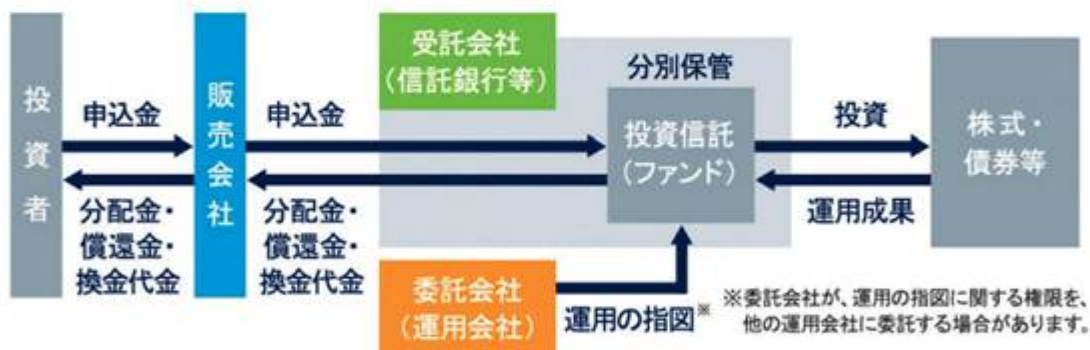 投資者
申込金
分配金・
償還金・
換金代金
販売会社
申込金
分配金・
償還金・
換金代金
受託会社
（信託銀行等）
分別保管
投資信託
（ファンド）
委託会社
（運用会社）
運用の指図※
投資
運用成果
株式・
債券等
※委託会社が、運用の指図に関する権限を、
他の運用会社に委託する場合があります。